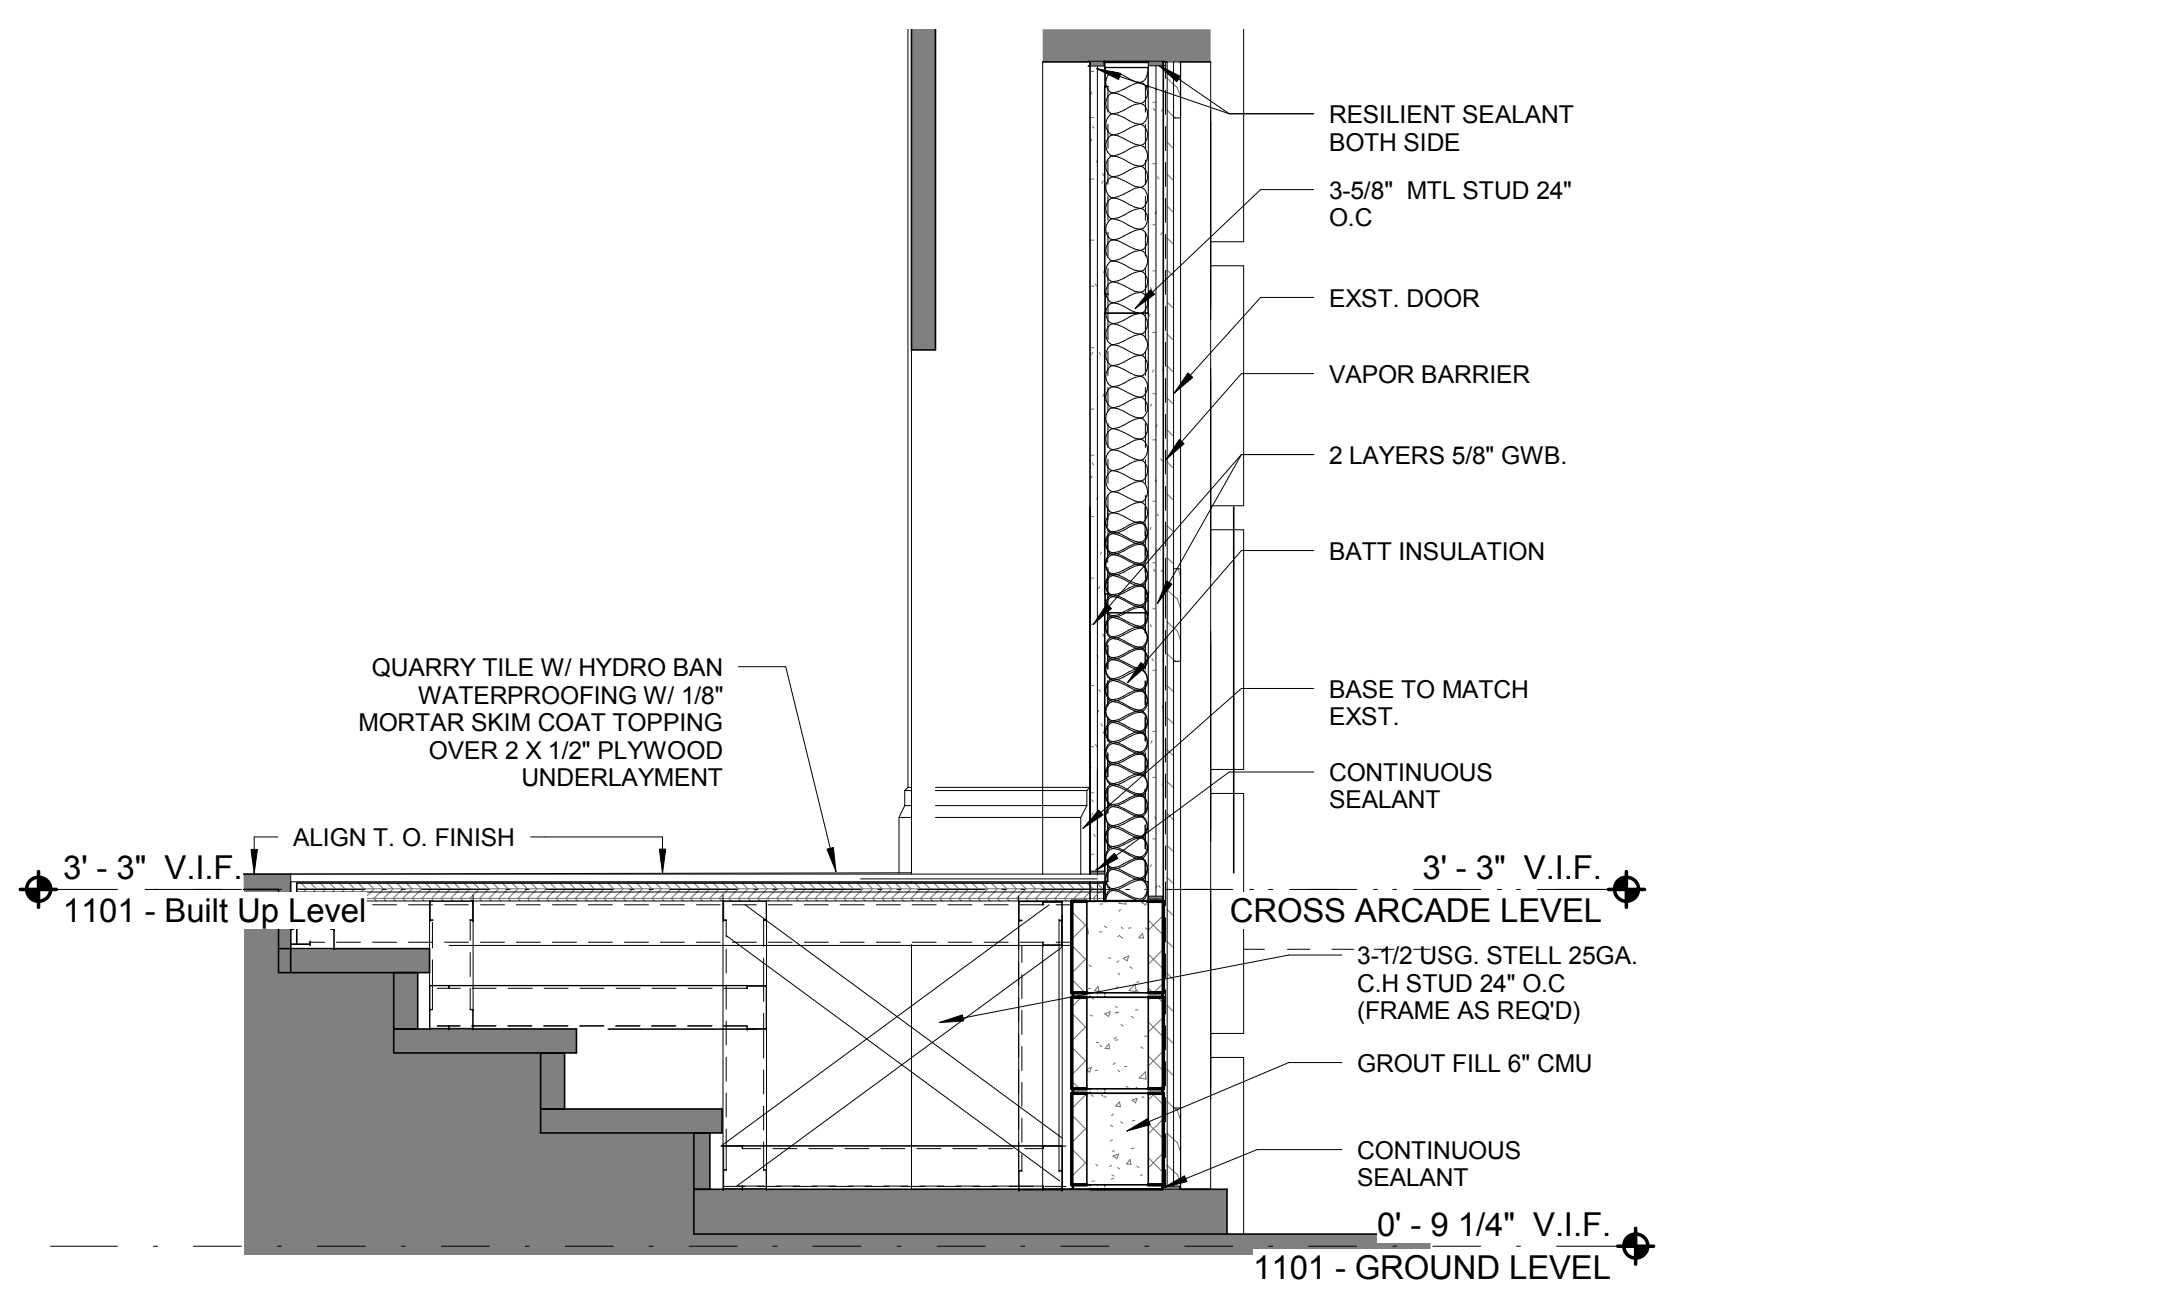 RESILIENT SEALANT
BOTH SIDE
3-5/8" MTL STUD 24"
O.C
EXST. DOOR
VAPOR BARRIER
2 LAYERS 5/8" GWB.
BATT INSULATION
QUARRY TILE W/ HYDRO BAN
WATERPROOFING W/ 1/8"
MORTAR SKIM COAT TOPPING
OVER 2 X 1/2" PLYWOOD
UNDERLAYMENT
BASE TO MATCH
EXST.
CONTINUOUS
SEALANT
ALIGN T. O. FINISH
3' - 3" V.I.F.
1101 - Built Up Level
3' - 3" V.I.F.
CROSS ARCADE LEVEL
3-1/2 USG. STELL 25GA.
C.H STUD 24" O.C
(FRAME AS REQ'D)
GROUT FILL 6" CMU
CONTINUOUS
SEALANT
0' - 9 1/4" V.I.F.
1101 - GROUND LEVEL